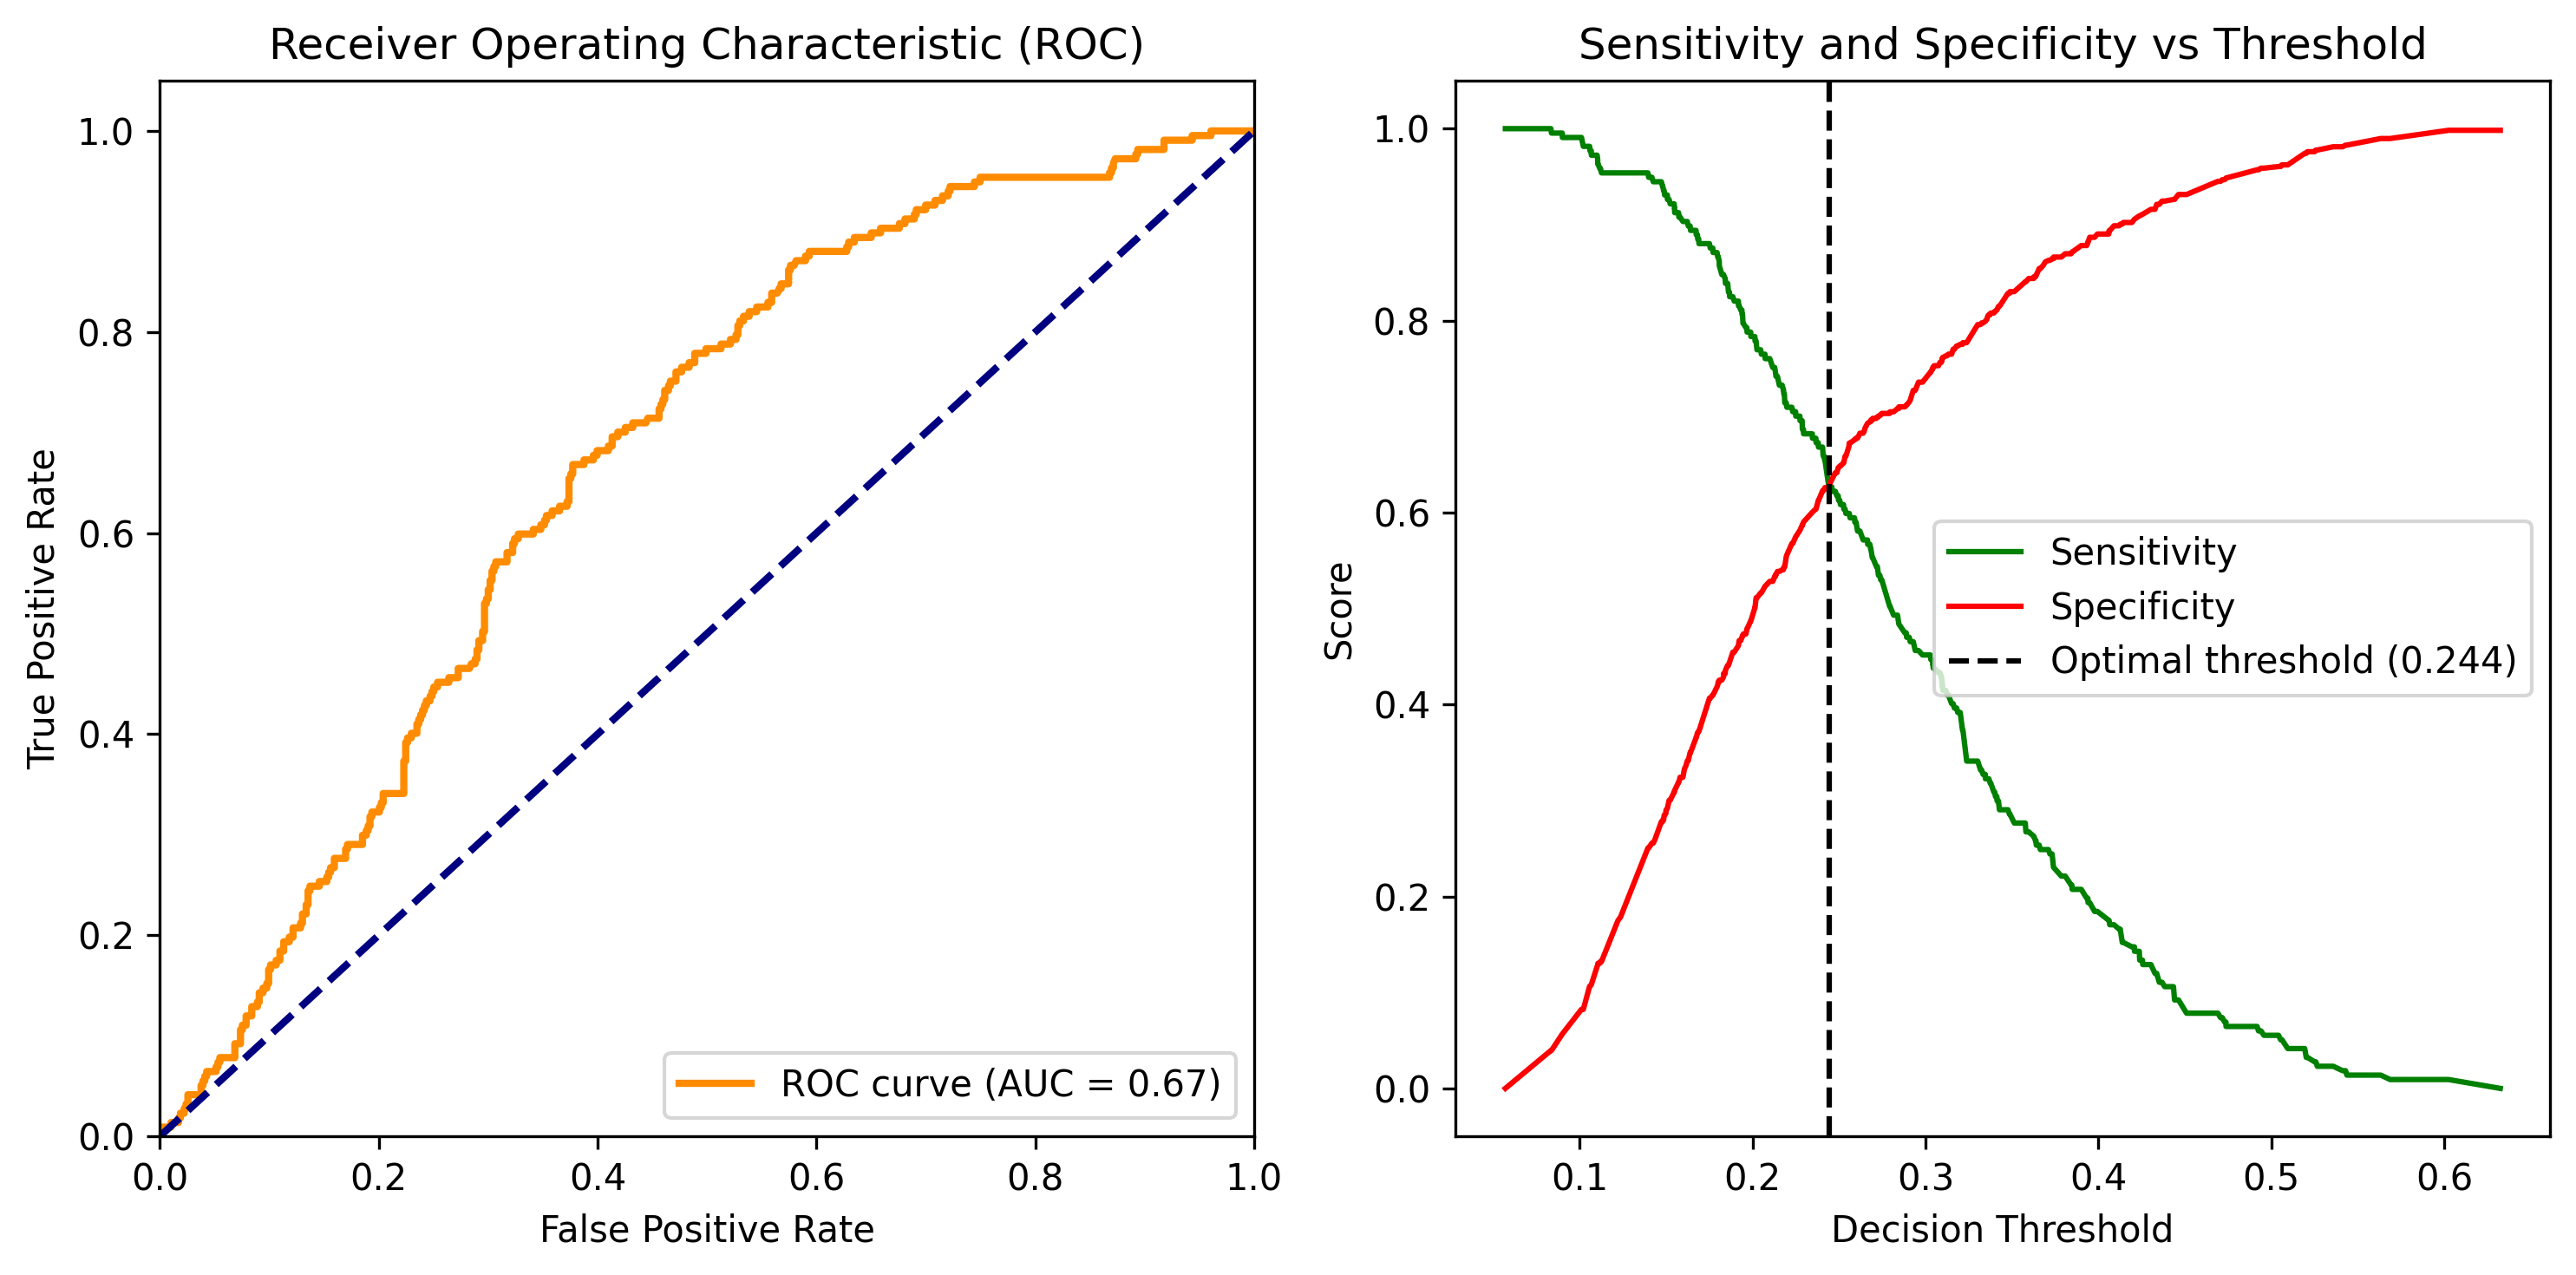 Receiver Operating Characteristic (ROC)
True Positive Rate
1.0
0.8
0.6
0.4
0.2
0.0
0.0 0.2 0.4 0.6 0.8 1.0
False Positive Rate
ROC curve (AUC = 0.67)
Sensitivity and Specificity vs Threshold
Score
1.0
0.8
0.6
0.4
0.2
0.0
0.1 0.2 0.3 0.4 0.5 0.6
Decision Threshold
Sensitivity
Specificity
Optimal threshold (0.244)